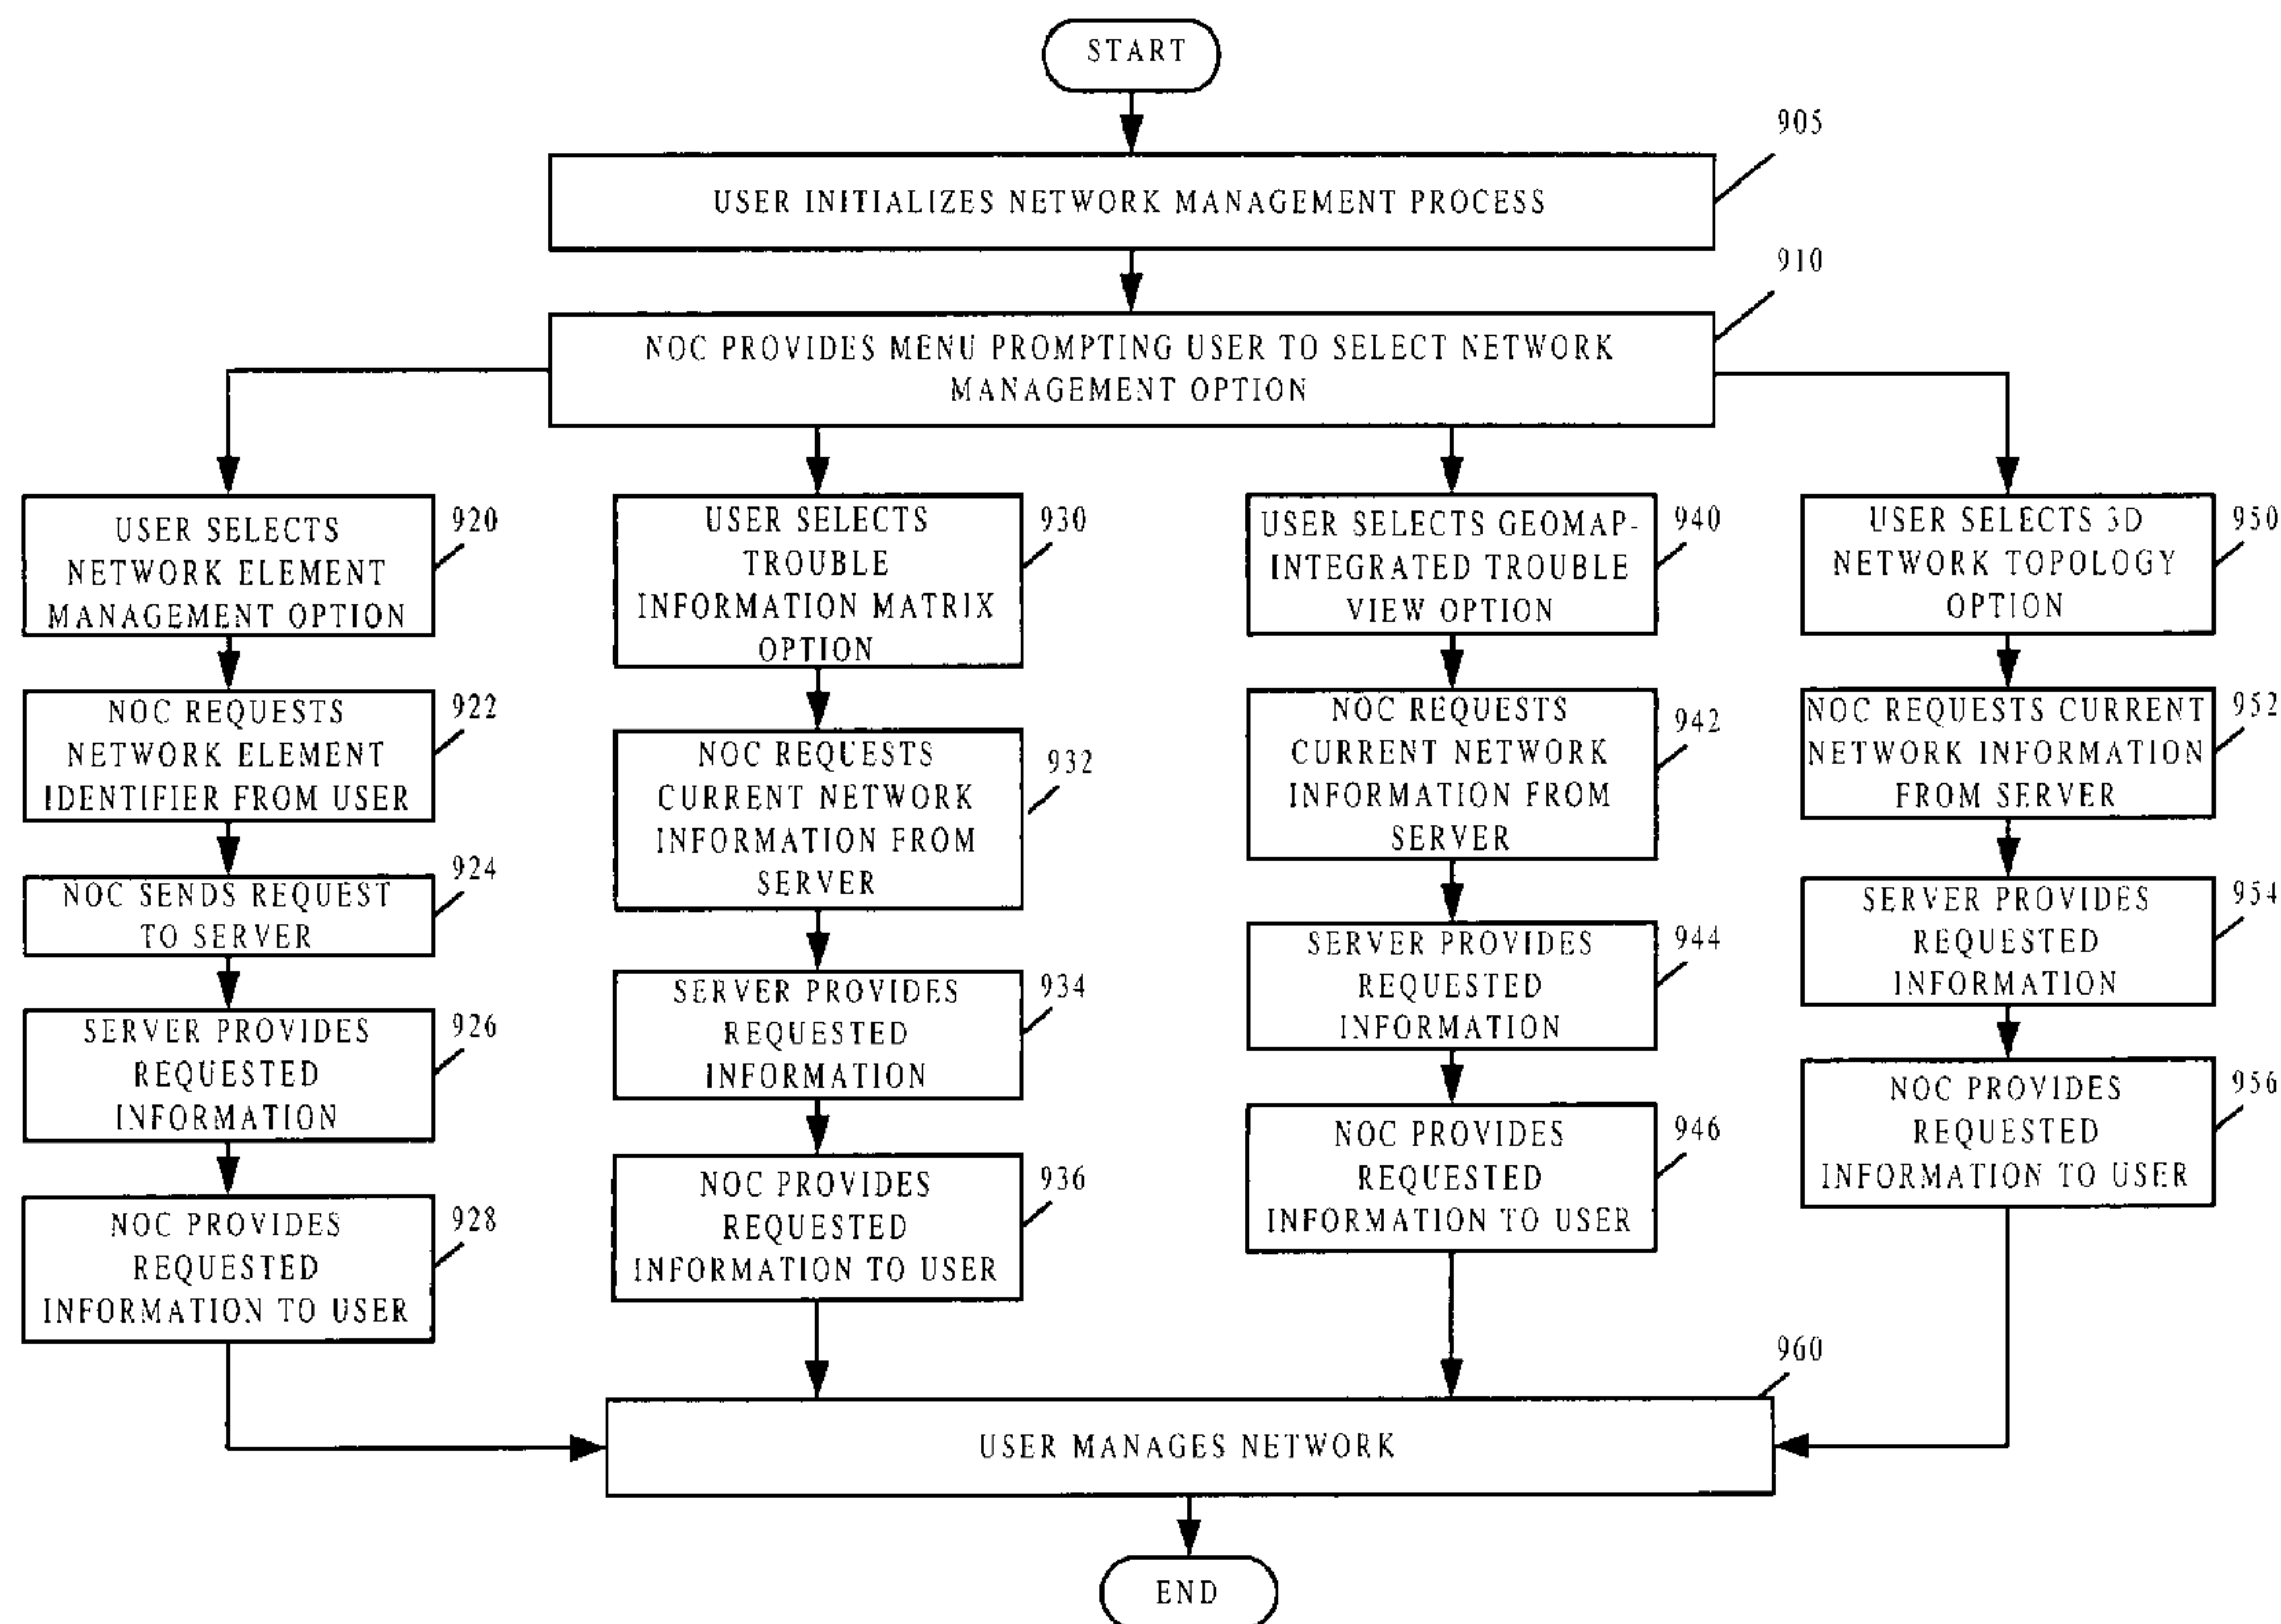 START
905
USER INITIALIZES NETWORK MANAGEMENT PROCESS
910
NOC PROVIDES MENU PROMPTING USER TO SELECT NETWORK
MANAGEMENT OPTION
USER SELECTS
NETWORK ELEMENT
MANAGEMENT OPTION
920
NOC REQUESTS
NETWORK ELEMENT
IDENTIFIER FROM USER
922
NOC SENDS REQUEST
TO SERVER
924
SERVER PROVIDES
REQUESTED
INFORMATION
926
NOC PROVIDES
REQUESTED
INFORMATION TO USER
928
USER SELECTS
TROUBLE
INFORMATION MATRIX
OPTION
930
NOC REQUESTS
CURRENT NETWORK
INFORMATION FROM
SERVER
932
SERVER PROVIDES
REQUESTED
INFORMATION
934
NOC PROVIDES
REQUESTED
INFORMATION TO USER
936
USER SELECTS GEOMAP-
INTEGRATED TROUBLE
VIEW OPTION
940
NOC REQUESTS
CURRENT NETWORK
INFORMATION FROM
SERVER
942
SERVER PROVIDES
REQUESTED
INFORMATION
944
NOC PROVIDES
REQUESTED
INFORMATION TO USER
946
USER SELECTS 3D
NETWORK TOPOLOGY
OPTION
950
NOC REQUESTS CURRENT
NETWORK INFORMATION
FROM SERVER
952
SERVER PROVIDES
REQUESTED
INFORMATION
954
NOC PROVIDES
REQUESTED
INFORMATION TO USER
956
960
USER MANAGES NETWORK
END